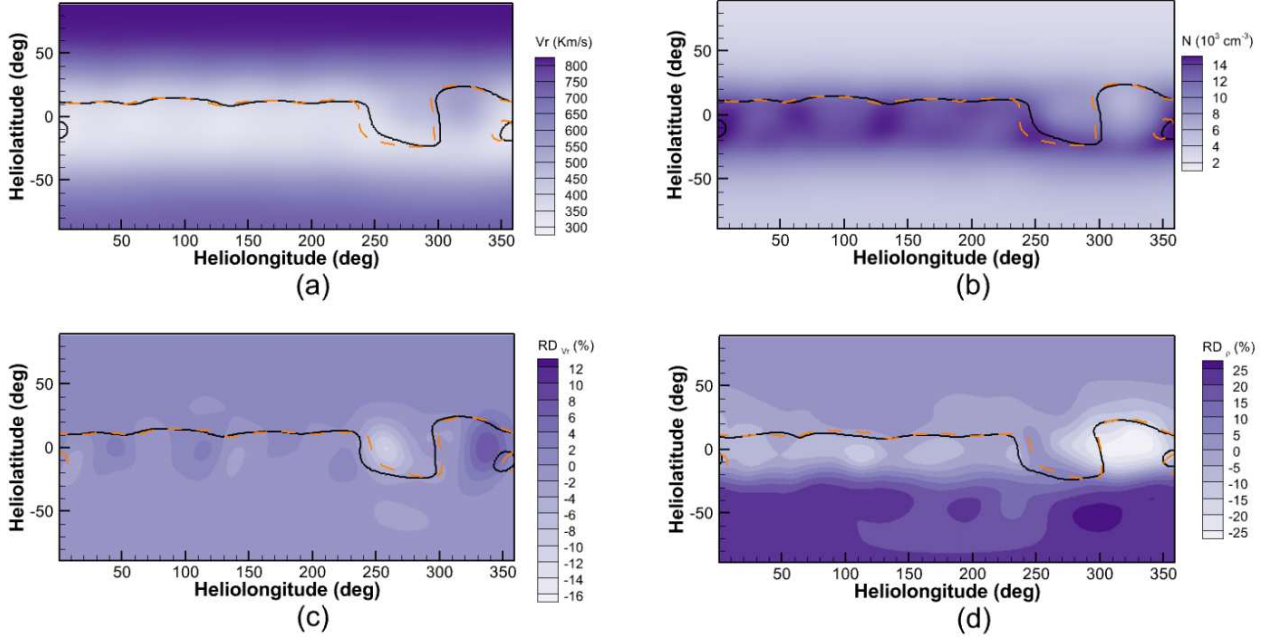 Vr (Km/s)
50
0
-50
Heliolatitude (deg)
50 100 150 200 250 300 350
Heliolongitude (deg)
800
750
700
650
600
550
500
450
400
350
300
(a)
N (10³ cm⁻³)
50
0
-50
Heliolatitude (deg)
50 100 150 200 250 300 350
Heliolongitude (deg)
14
12
10
8
6
4
2
(b)
RD Vr (%)
50
0
-50
Heliolatitude (deg)
50 100 150 200 250 300 350
Heliolongitude (deg)
12
10
8
6
4
2
0
-2
-4
-6
-8
-10
-12
-14
-16
(c)
RD ρ (%)
50
0
-50
Heliolatitude (deg)
50 100 150 200 250 300 350
Heliolongitude (deg)
25
20
15
10
5
0
-5
-10
-15
-20
-25
(d)